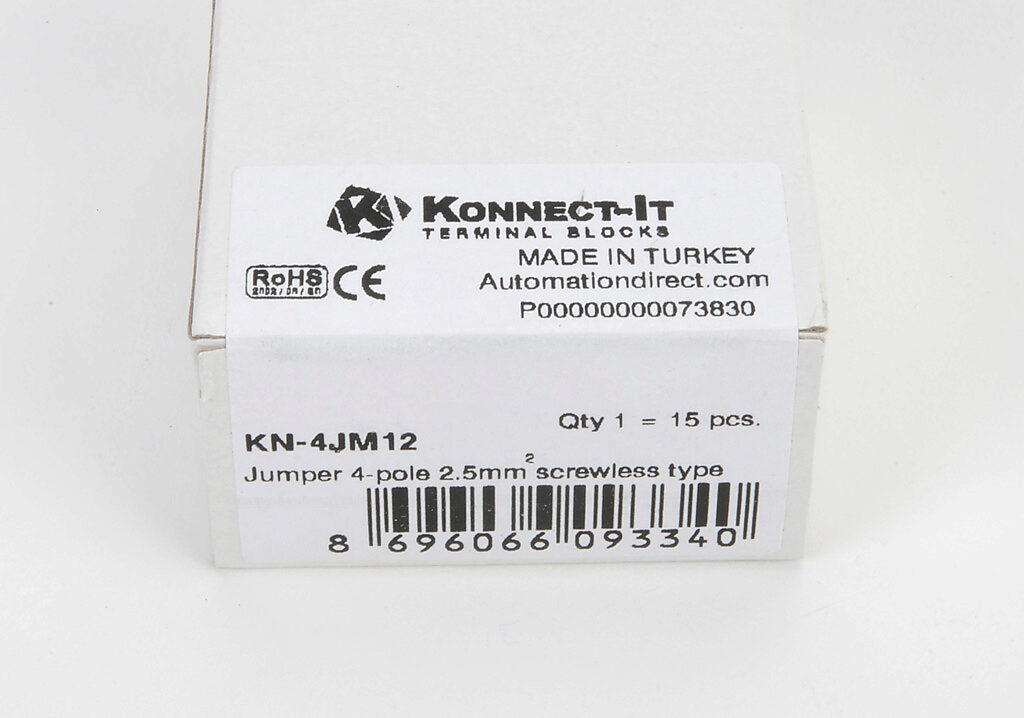 K KONNECT-IT
TERMINAL BLOCKS
MADE IN TURKEY
RoHS CE
Automationdirect.com
P00000000073830
Qty 1 = 15 pcs.
KN-4JM12
Jumper 4-pole 2.5mm² screwless type
8 696066 093340